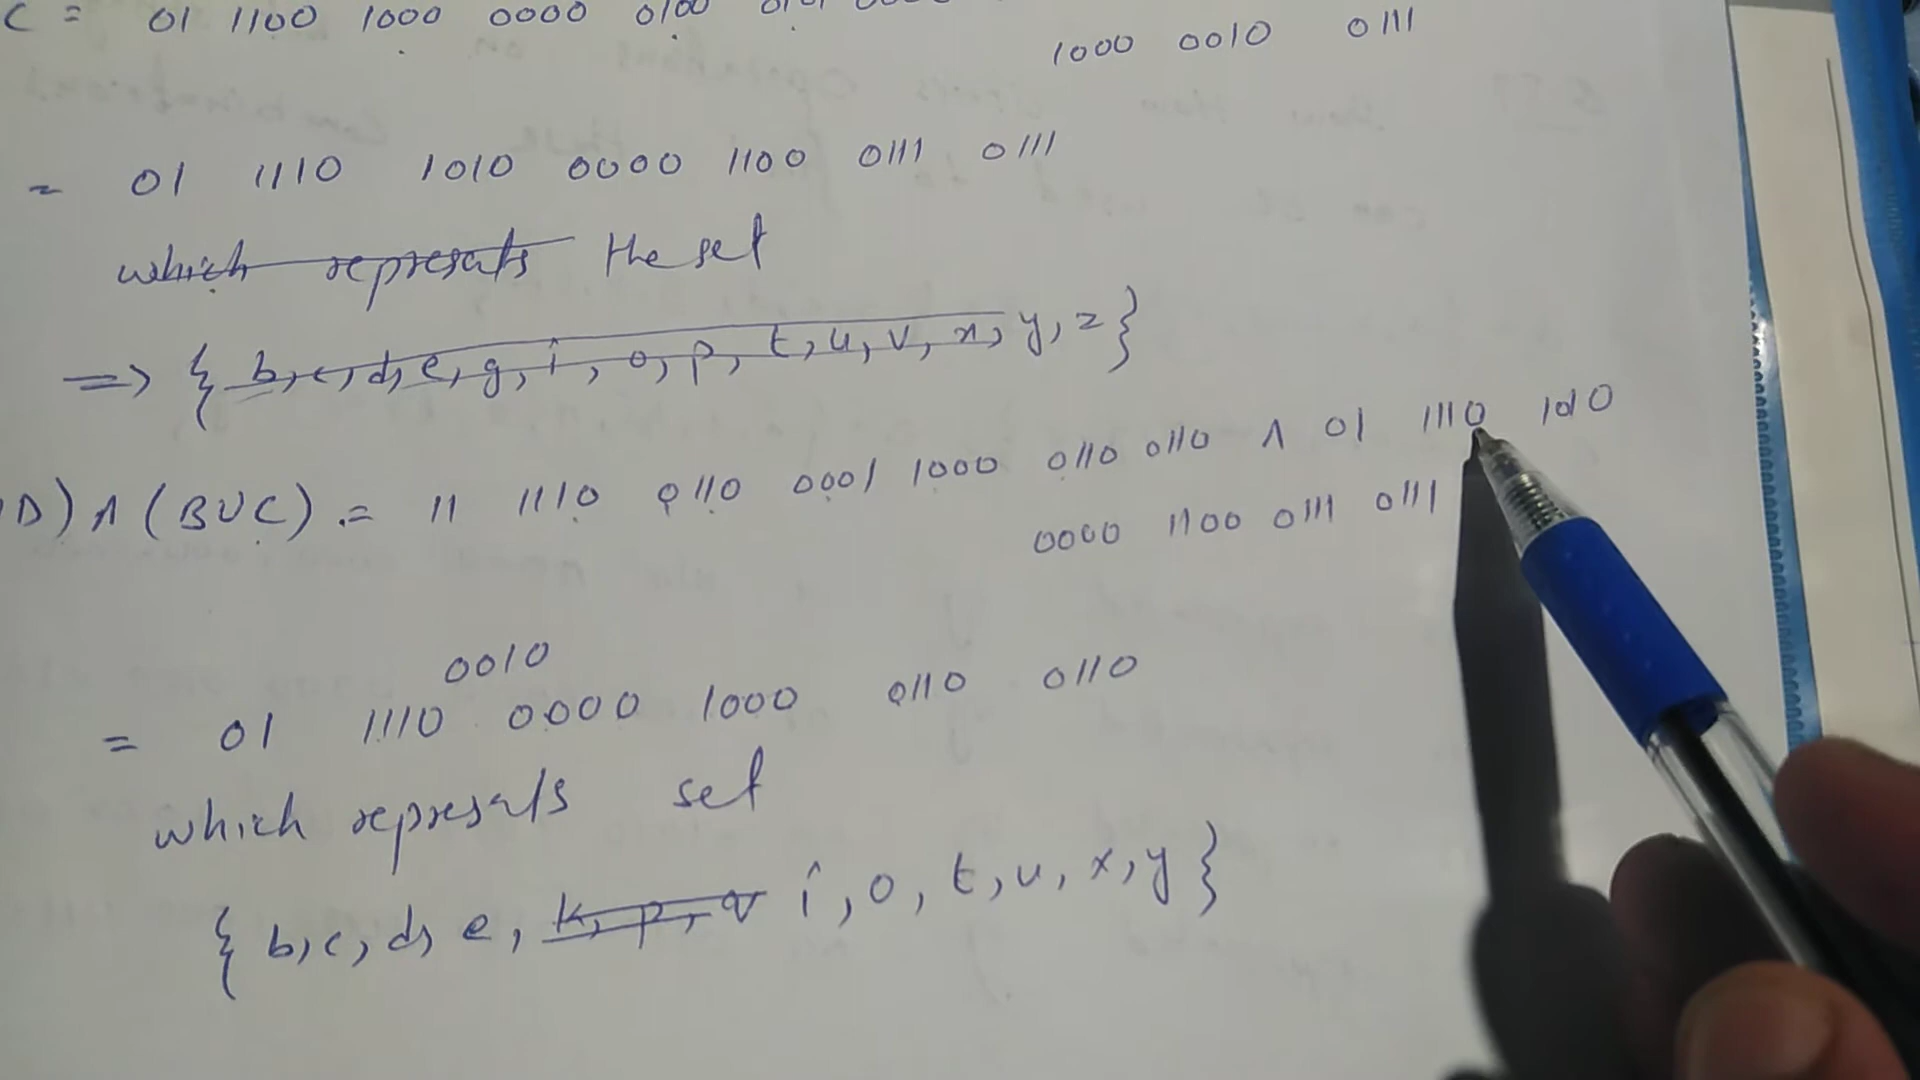 C = 01 1100 1000 0000 0100
1000 0010 0111
= 01 1110 1010 0000 1100 0111 0111
which represents the set
=> { b, c, d, e, g, i, o, p, t, u, v, x, y, z }
D) ∧ (BUC) = 11 1110 0110 0001 1000 0110 0110 ∧ 01 1110 1010
0000 1100 0111 0111
0010
= 01 1110 0000 1000 0110 0110
which represents set
{ b, c, d, e, k, p, v i, o, t, u, x, y }